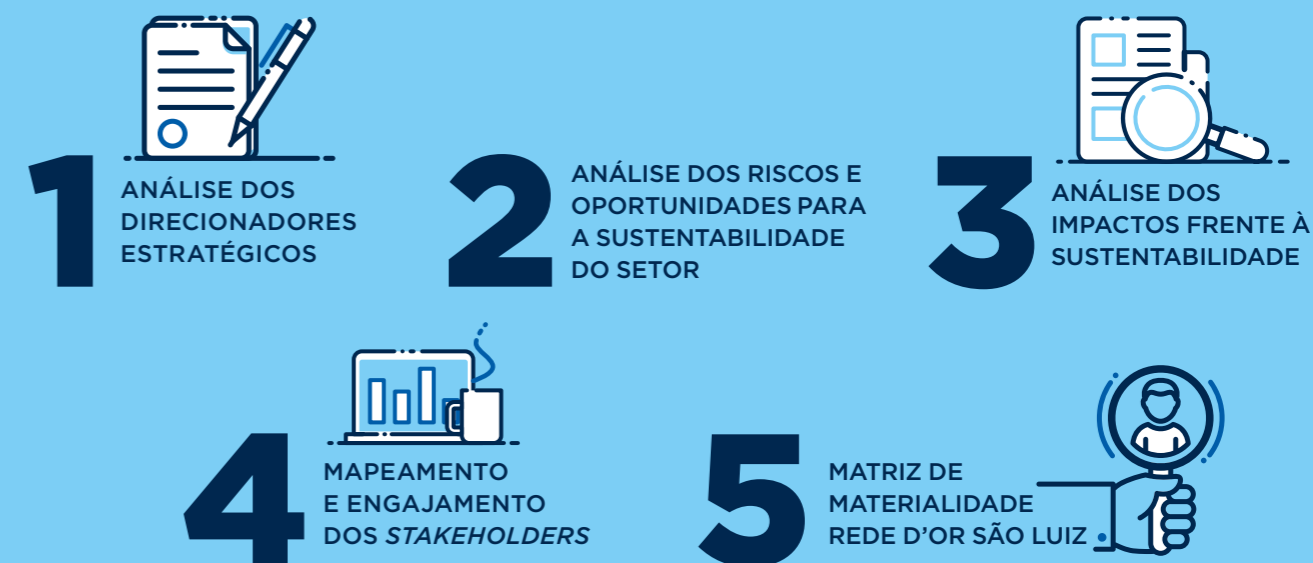 1
ANÁLISE DOS
DIRECIONADORES
ESTRATÉGICOS
2
ANÁLISE DOS RISCOS E
OPORTUNIDADES PARA
A SUSTENTABILIDADE
DO SETOR
3
ANÁLISE DOS
IMPACTOS FRENTE À
SUSTENTABILIDADE
4
MAPEAMENTO
E ENGAJAMENTO
DOS STAKEHOLDERS
5
MATRIZ DE
MATERIALIDADE
REDE D'OR SÃO LUIZ